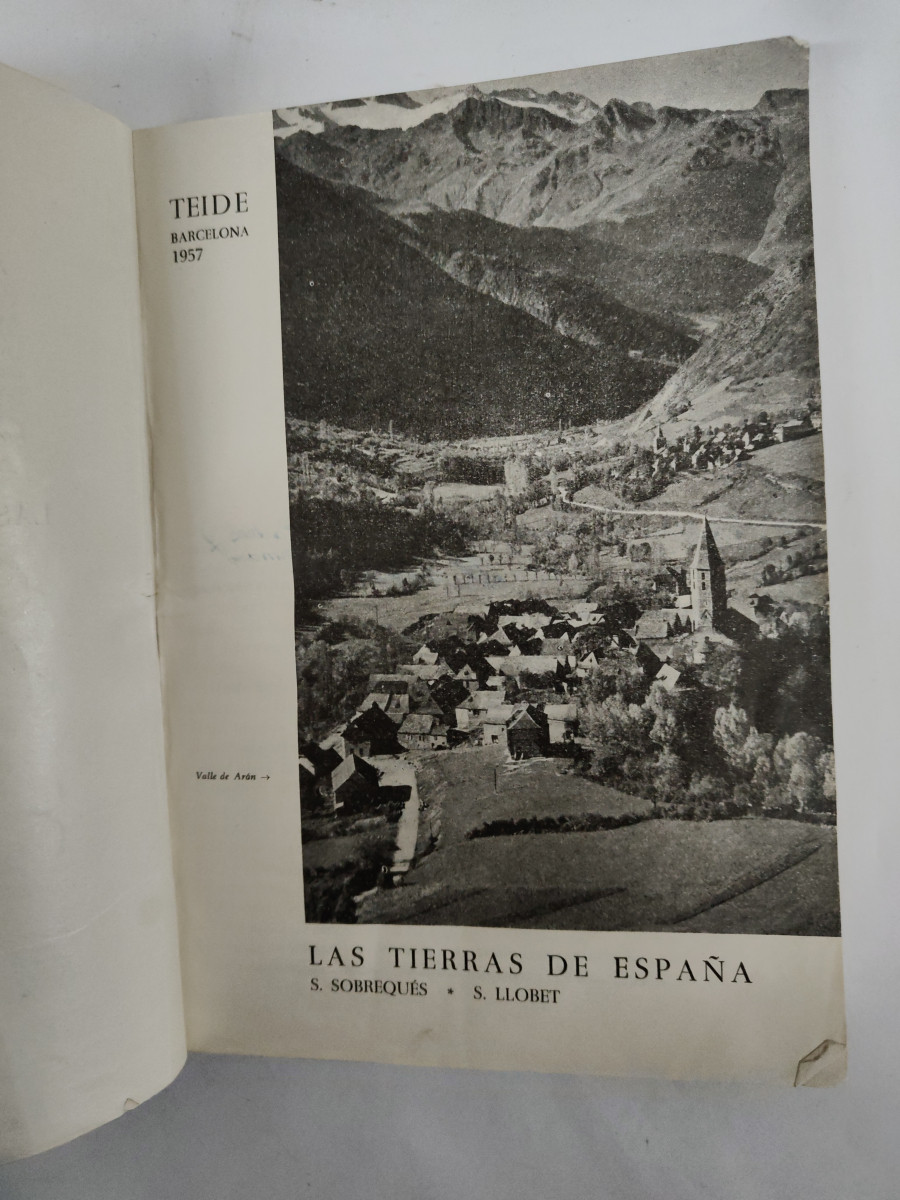 TEIDE
BARCELONA
1957
Valle de Arán →
LAS TIERRAS DE ESPAÑA
S. SOBREQUÉS * S. LLOBET